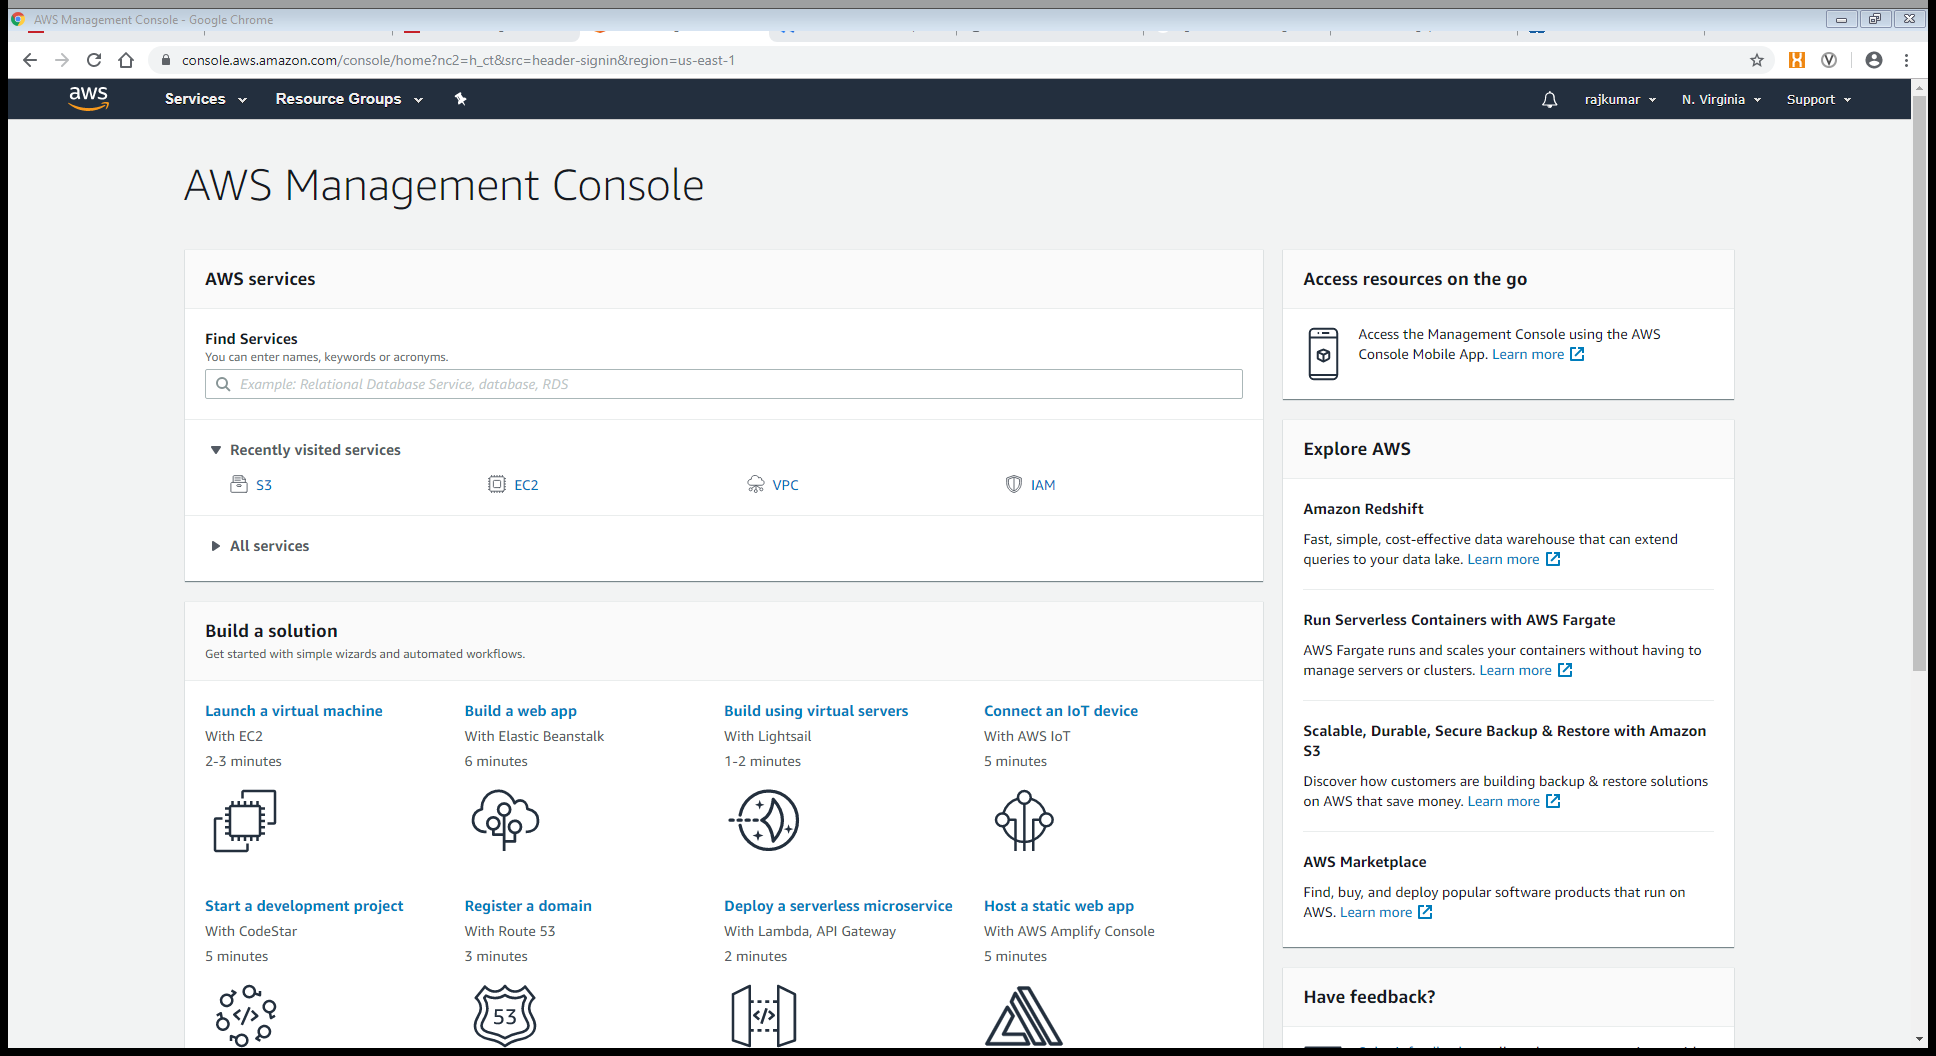 AWS Management Console - Google Chrome
console.aws.amazon.com/console/home?nc2=h_ct&src=header-signin&region=us-east-1
aws Services Resource Groups rajkumar N. Virginia Support
AWS Management Console
AWS services
Find Services
You can enter names, keywords or acronyms.
Example: Relational Database Service, database, RDS
Recently visited services
S3 EC2 VPC IAM
All services
Build a solution
Get started with simple wizards and automated workflows.
Launch a virtual machine
With EC2
2-3 minutes
Build a web app
With Elastic Beanstalk
6 minutes
Build using virtual servers
With Lightsail
1-2 minutes
Connect an IoT device
With AWS IoT
5 minutes
Start a development project
With CodeStar
5 minutes
Register a domain
With Route 53
3 minutes
53
Deploy a serverless microservice
With Lambda, API Gateway
2 minutes
</>
Host a static web app
With AWS Amplify Console
5 minutes
</>
Access resources on the go
Access the Management Console using the AWS
Console Mobile App. Learn more
Explore AWS
Amazon Redshift
Fast, simple, cost-effective data warehouse that can extend
queries to your data lake. Learn more
Run Serverless Containers with AWS Fargate
AWS Fargate runs and scales your containers without having to
manage servers or clusters. Learn more
Scalable, Durable, Secure Backup & Restore with Amazon
S3
Discover how customers are building backup & restore solutions
on AWS that save money. Learn more
AWS Marketplace
Find, buy, and deploy popular software products that run on
AWS. Learn more
Have feedback?